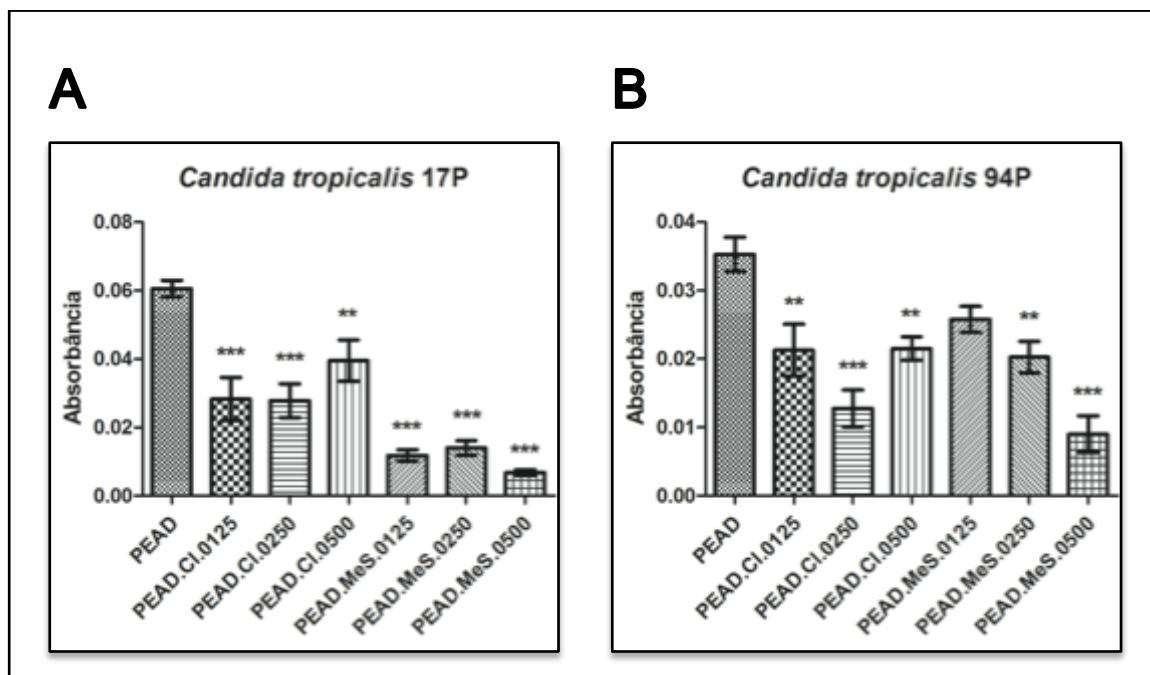 A
Candida tropicalis 17P
Absorbância
0.08
0.06
0.04
0.02
0.00
***
***
**
***
***
***
PEAD
PEAD.Cl.0125
PEAD.Cl.0250
PEAD.Cl.0500
PEAD.MeS.0125
PEAD.MeS.0250
PEAD.MeS.0500
B
Candida tropicalis 94P
Absorbância
0.04
0.03
0.02
0.01
0.00
**
***
**
**
***
PEAD
PEAD.Cl.0125
PEAD.Cl.0250
PEAD.Cl.0500
PEAD.MeS.0125
PEAD.MeS.0250
PEAD.MeS.0500